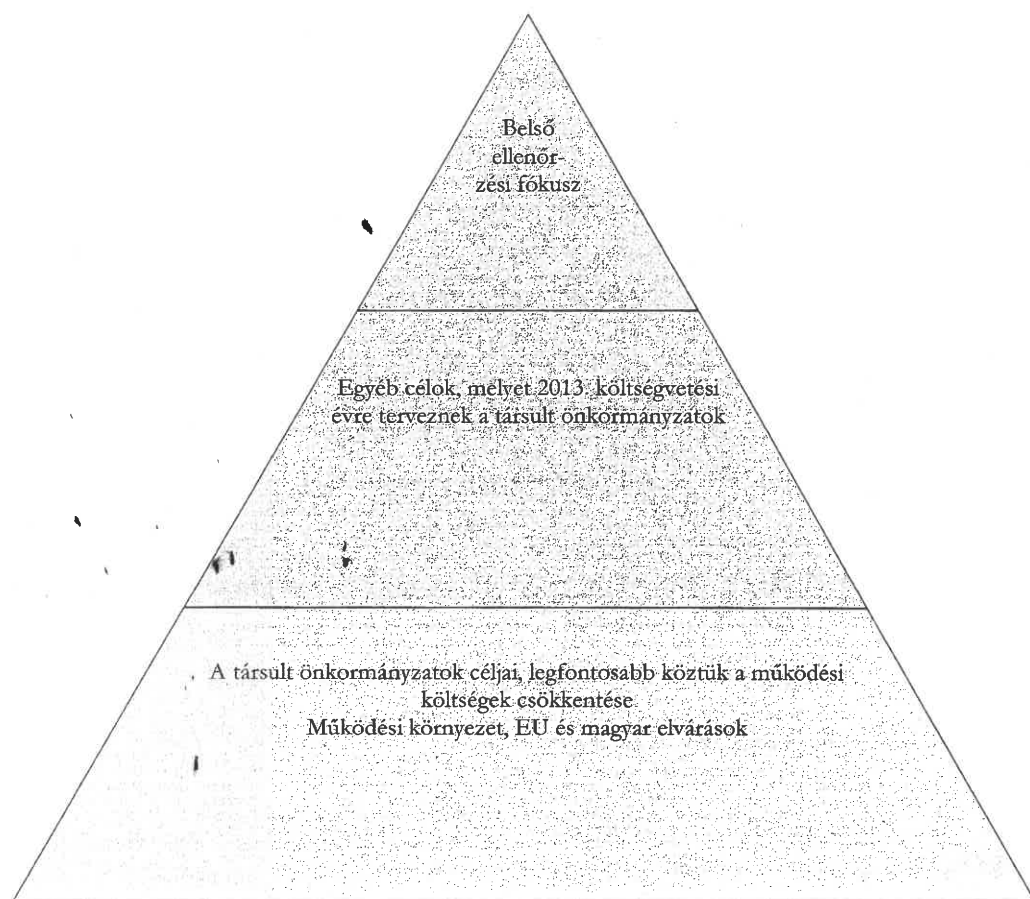 Belső
ellenőr-
zési fókusz
Egyéb célok, melyet 2013. költségvetési
évre terveznek a társult önkormányzatok
A társult önkormányzatok céljai, legfontosabb köztük a működési
költségek csökkentése
Működési környezet, EU és magyar elvárások